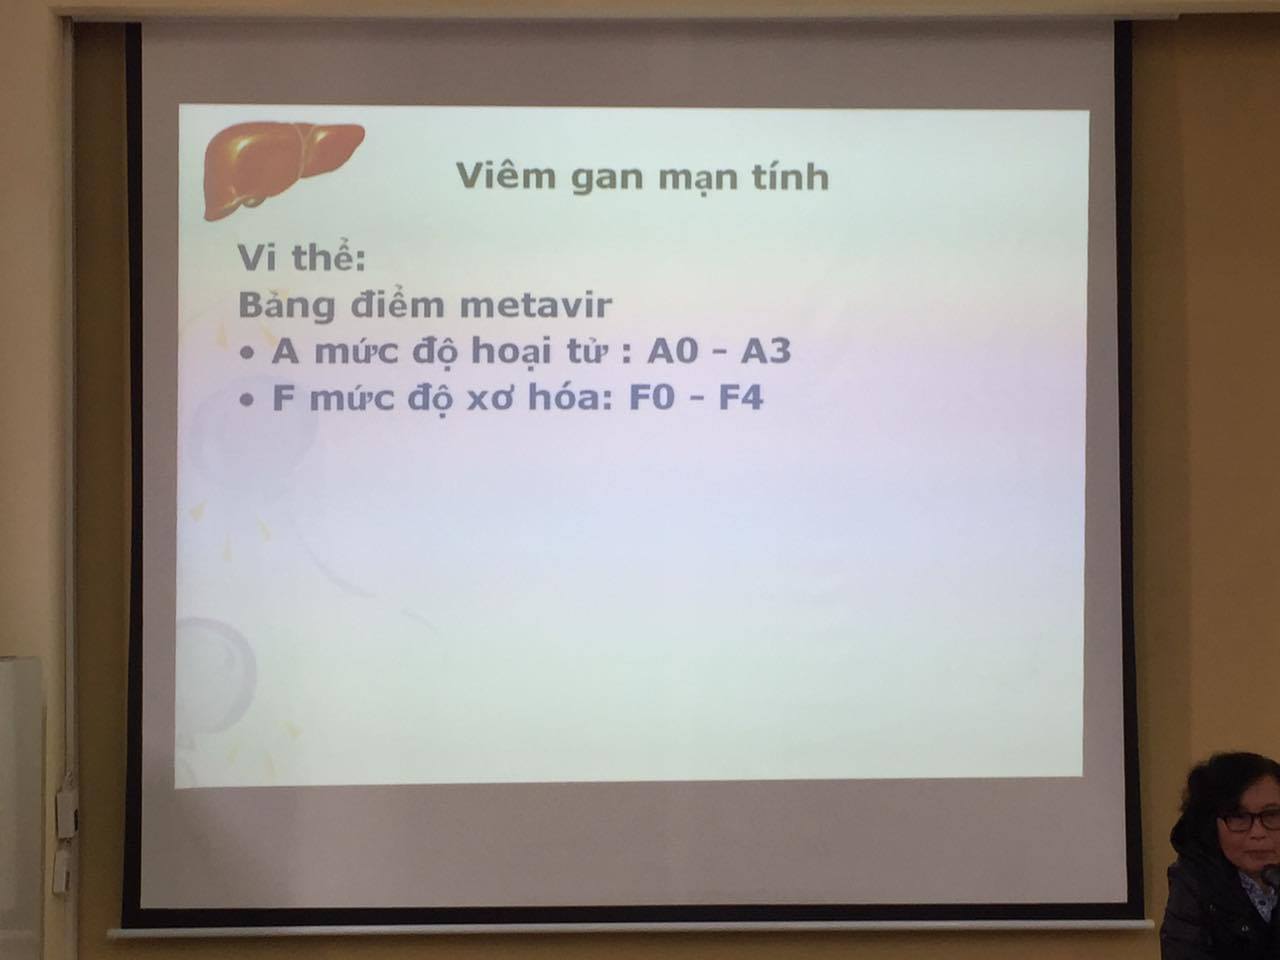 Viêm gan mạn tính
Vi thể:
Bảng điểm metavir
• A mức độ hoại tử : A0 - A3
• F mức độ xơ hóa: F0 - F4